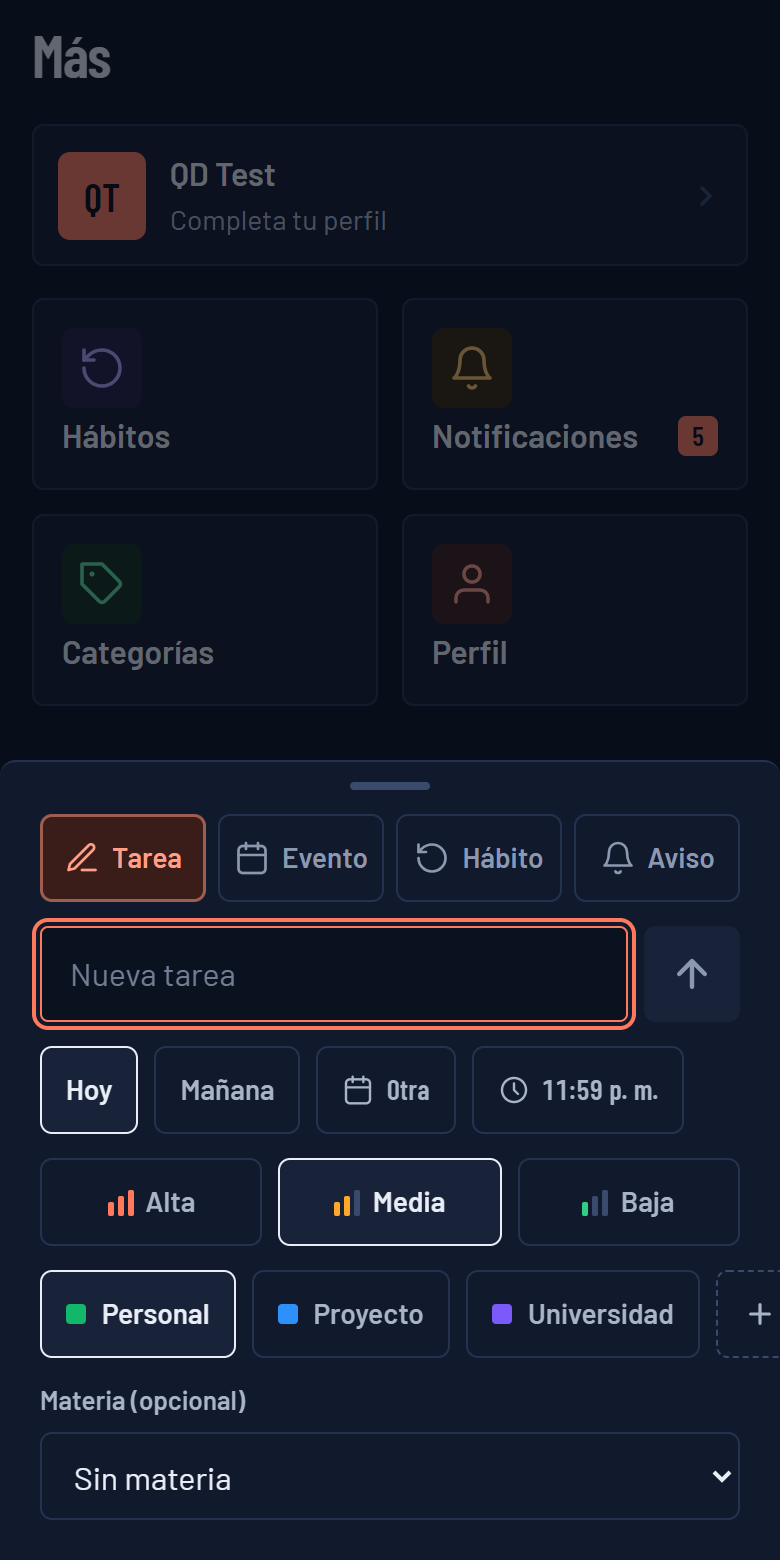 Más
QT
QD Test
Completa tu perfil
Hábitos
Notificaciones 5
Categorías
Perfil
Tarea Evento Hábito Aviso
Nueva tarea
Hoy Mañana Otra 11:59 p. m.
Alta Media Baja
Personal Proyecto Universidad +
Materia (opcional)
Sin materia